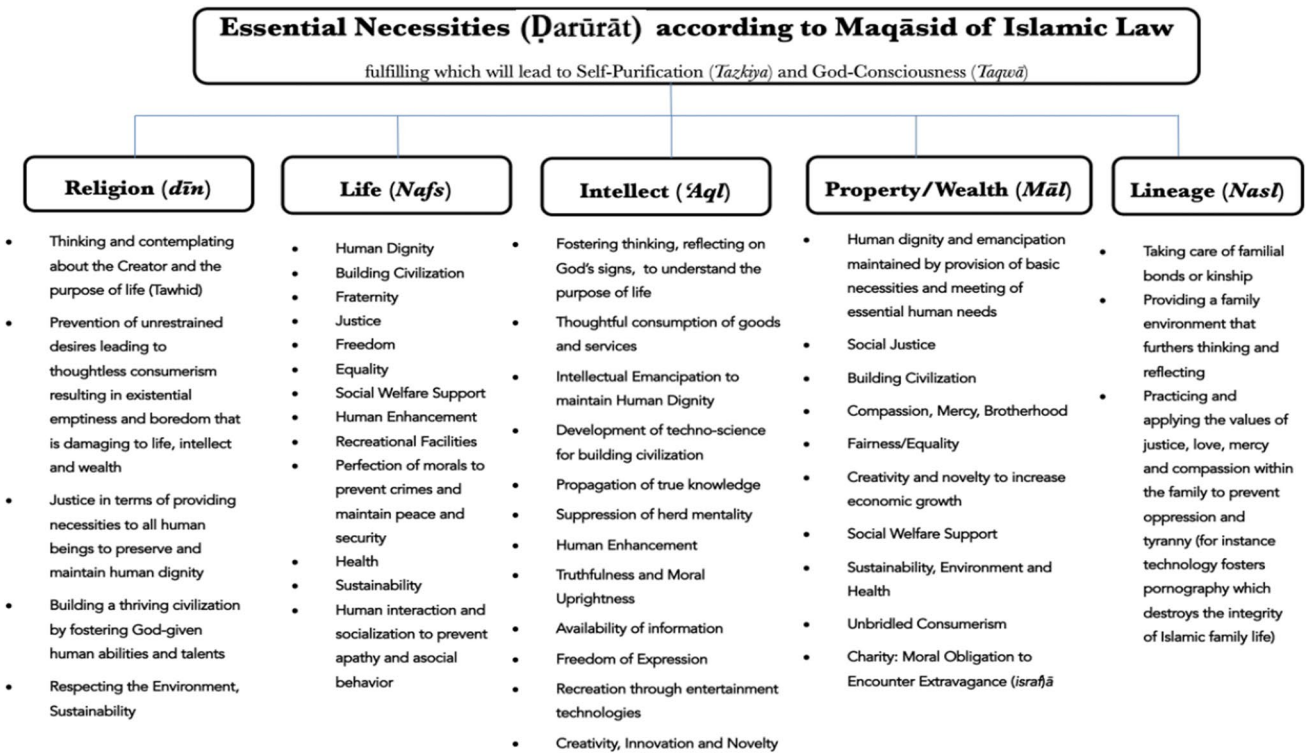 Essential Necessities (Ḍarūrāt) according to Maqāsid of Islamic Law
fulfilling which will lead to Self-Purification (Tazkiya) and God-Consciousness (Taqwā)
Religion (dīn)
• Thinking and contemplating
about the Creator and the
purpose of life (Tawhid)
• Prevention of unrestrained
desires leading to
thoughtless consumerism
resulting in existential
emptiness and boredom that
is damaging to life, intellect
and wealth
• Justice in terms of providing
necessities to all human
beings to preserve and
maintain human dignity
• Building a thriving civilization
by fostering God-given
human abilities and talents
• Respecting the Environment,
Sustainability
Life (Nafs)
• Human Dignity
• Building Civilization
• Fraternity
• Justice
• Freedom
• Equality
• Social Welfare Support
• Human Enhancement
• Recreational Facilities
• Perfection of morals to
prevent crimes and
maintain peace and
security
• Health
• Sustainability
• Human interaction and
socialization to prevent
apathy and asocial
behavior
Intellect (‘Aql)
• Fostering thinking, reflecting on
God's signs, to understand the
purpose of life
• Thoughtful consumption of goods
and services
• Intellectual Emancipation to
maintain Human Dignity
• Development of techno-science
for building civilization
• Propagation of true knowledge
• Suppression of herd mentality
• Human Enhancement
• Truthfulness and Moral
Uprightness
• Availability of information
• Freedom of Expression
• Recreation through entertainment
technologies
• Creativity, Innovation and Novelty
Property/Wealth (Māl)
• Human dignity and emancipation
maintained by provision of basic
necessities and meeting of
essential human needs
• Social Justice
• Building Civilization
• Compassion, Mercy, Brotherhood
• Fairness/Equality
• Creativity and novelty to increase
economic growth
• Social Welfare Support
• Sustainability, Environment and
Health
• Unbridled Consumerism
• Charity: Moral Obligation to
Encounter Extravagance (israf)ā
Lineage (Nasl)
• Taking care of familial
bonds or kinship
• Providing a family
environment that
furthers thinking and
reflecting
• Practicing and
applying the values of
justice, love, mercy
and compassion within
the family to prevent
oppression and
tyranny (for instance
technology fosters
pornography which
destroys the integrity
of Islamic family life)